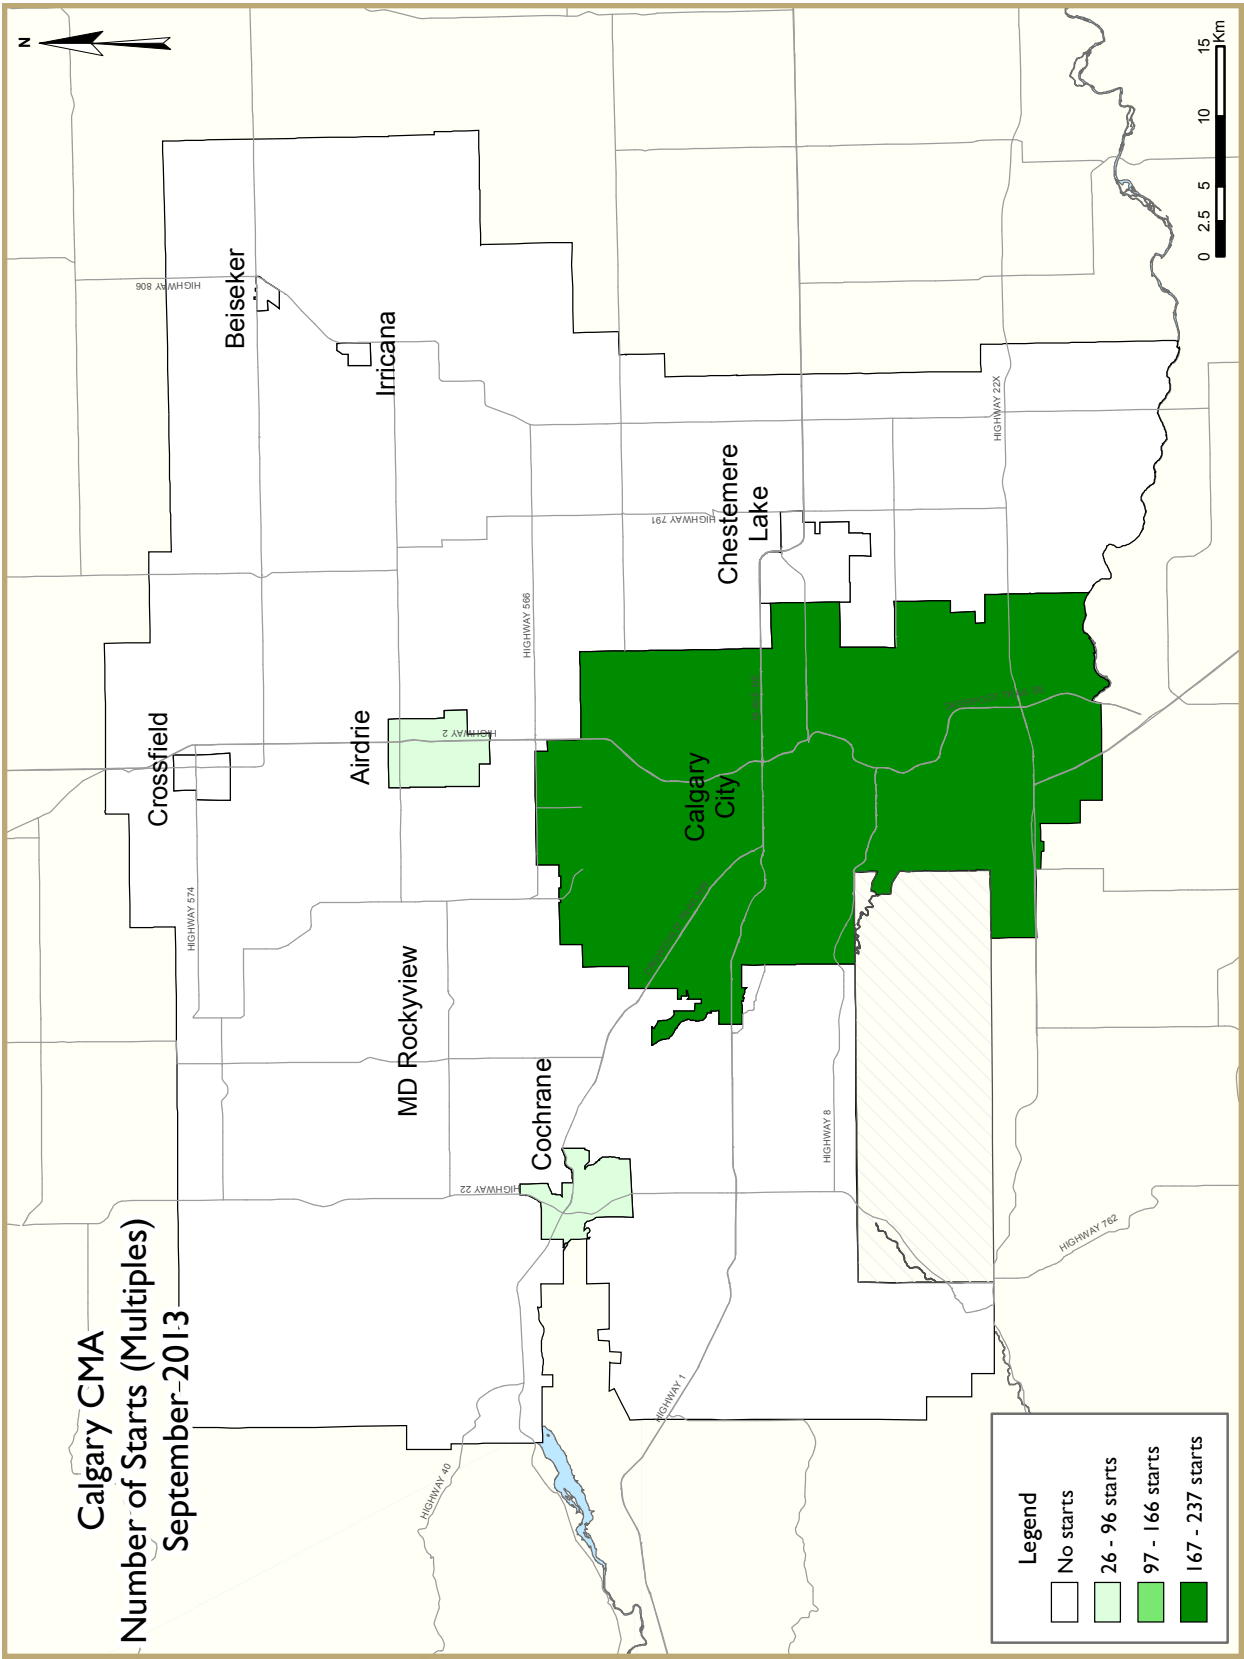 Calgary CMA
Number of Starts (Multiples)
September-2013
N
Beiseker
Irricana
Crossfield
Airdrie
Chestemere
Lake
Calgary
City
MD Rockyview
Cochrane
HIGHWAY 806
HIGHWAY 791
HIGHWAY 22X
HIGHWAY 566
HIGHWAY 2
HIGHWAY 574
HIGHWAY 22
HIGHWAY 8
HIGHWAY 762
HIGHWAY 1
HIGHWAY 40
Legend
No starts
26 - 96 starts
97 - 166 starts
167 - 237 starts
0 2.5 5 10 15
Km